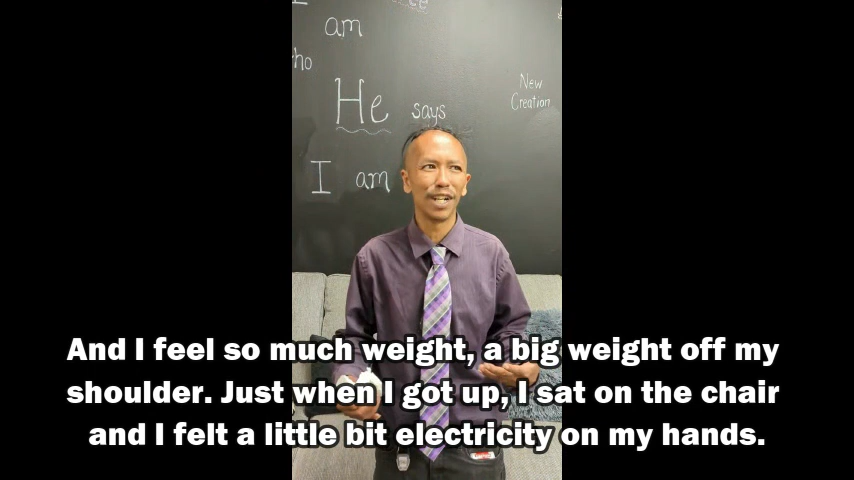 am
He says
I am
New
Creation
And I feel so much weight, a big weight off my
shoulder. Just when I got up, I sat on the chair
and I felt a little bit electricity on my hands.